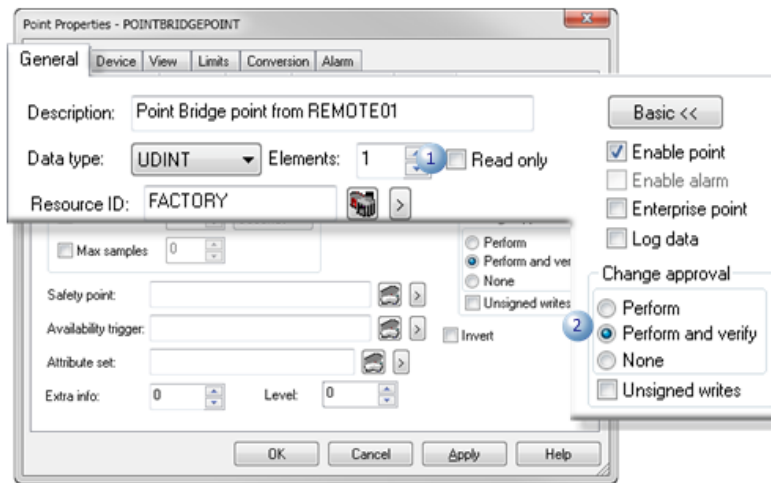 Point Properties - POINTBRIDGEPOINT
General Device View Limits Conversion Alarm
Description: Point Bridge point from REMOTE01
Basic <<
Data type: UDINT Elements: 1 1 Read only
Enable point
Enable alarm
Resource ID: FACTORY >
Enterprise point
Log data
Max samples 0
Perform
Perform and ver
None
Unsigned writes
Change approval
Perform
2 Perform and verify
None
Unsigned writes
Safety point: >
Availability trigger: > Invert
Attribute set: >
Extra info: 0 Level: 0
OK Cancel Apply Help